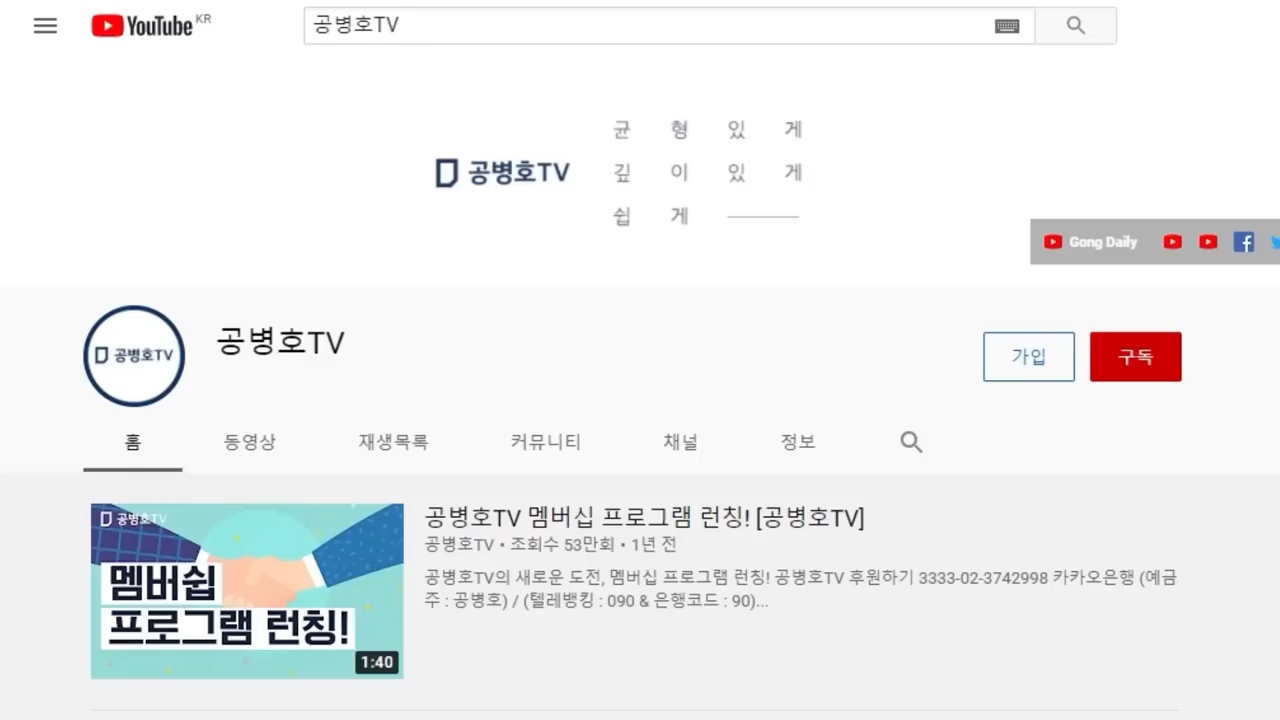 YouTube KR
공병호TV
균 형 있 게
공병호TV
깊 이 있 게
쉽 게
Gong Daily
공병호TV
공병호TV
가입
구독
홈
동영상
재생목록
커뮤니티
채널
정보
공병호TV
멤버쉽
프로그램 런칭!
1:40
공병호TV 멤버십 프로그램 런칭! [공병호TV]
공병호TV • 조회수 53만회 • 1년 전
공병호TV의 새로운 도전, 멤버십 프로그램 런칭! 공병호TV 후원하기 3333-02-3742998 카카오은행 (예금
주 : 공병호) / (텔레뱅킹 : 090 & 은행코드 : 90)...